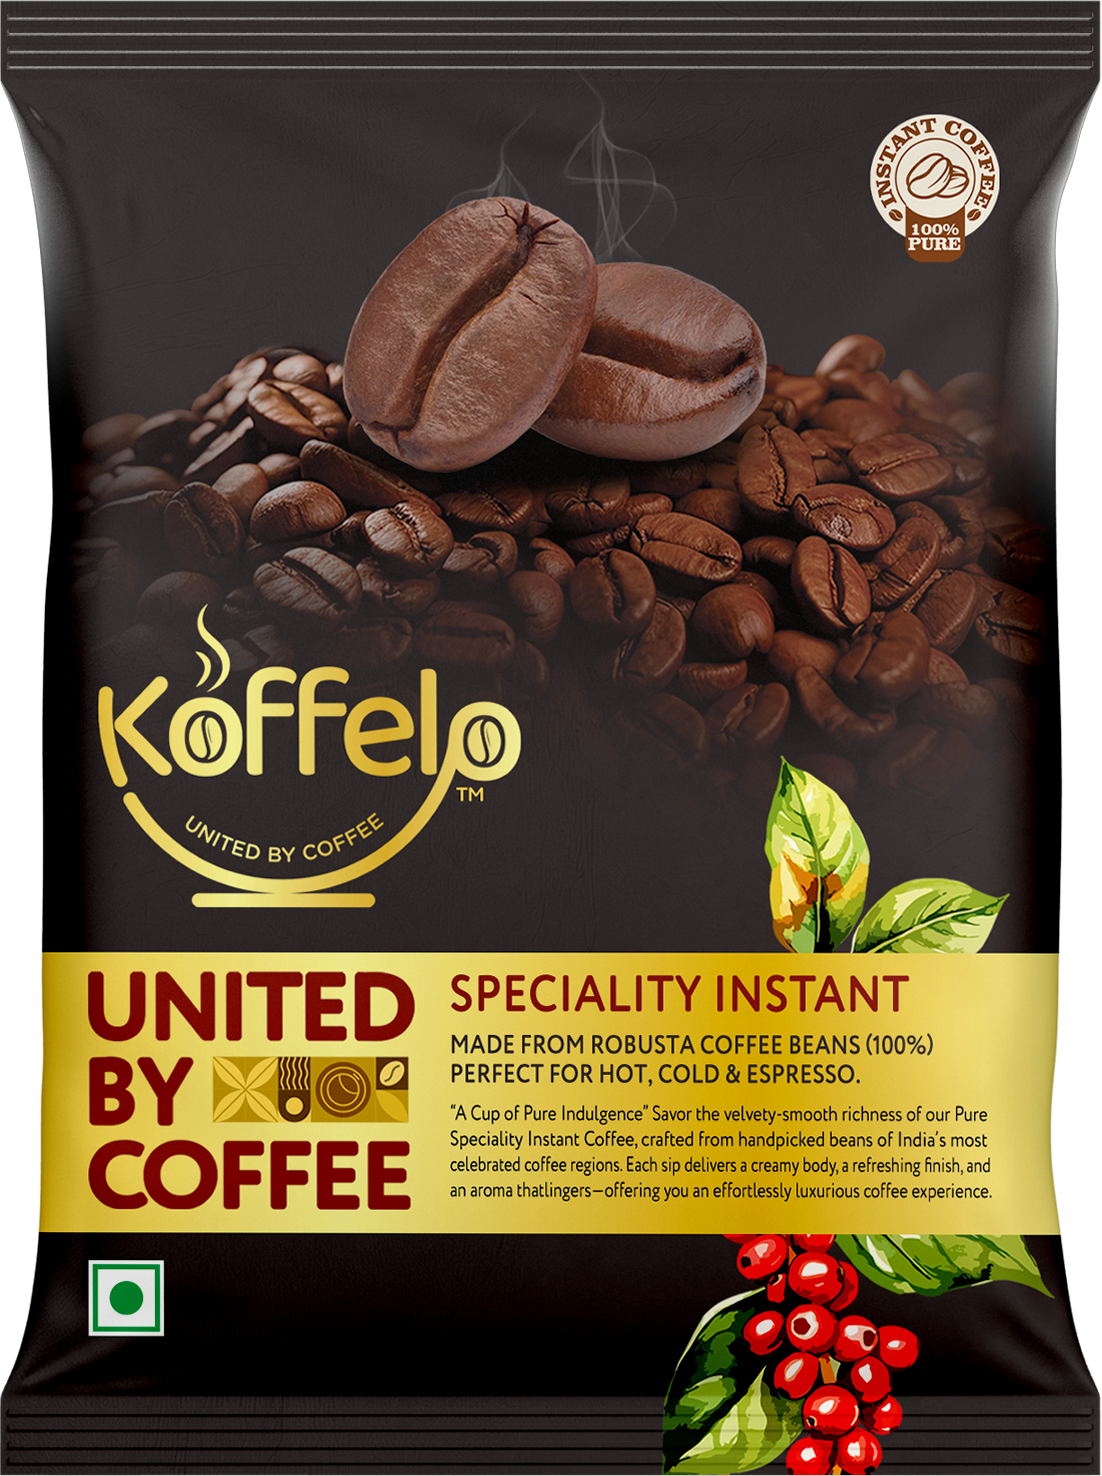 INSTANT COFFEE
100%
PURE
Koffelo
TM
UNITED BY COFFEE
UNITED
BY
COFFEE
SPECIALITY INSTANT
MADE FROM ROBUSTA COFFEE BEANS (100%)
PERFECT FOR HOT, COLD & ESPRESSO.
“A Cup of Pure Indulgence” Savor the velvety-smooth richness of our Pure
Speciality Instant Coffee, crafted from handpicked beans of India’s most
celebrated coffee regions. Each sip delivers a creamy body, a refreshing finish, and
an aroma thatlingers—offering you an effortlessly luxurious coffee experience.